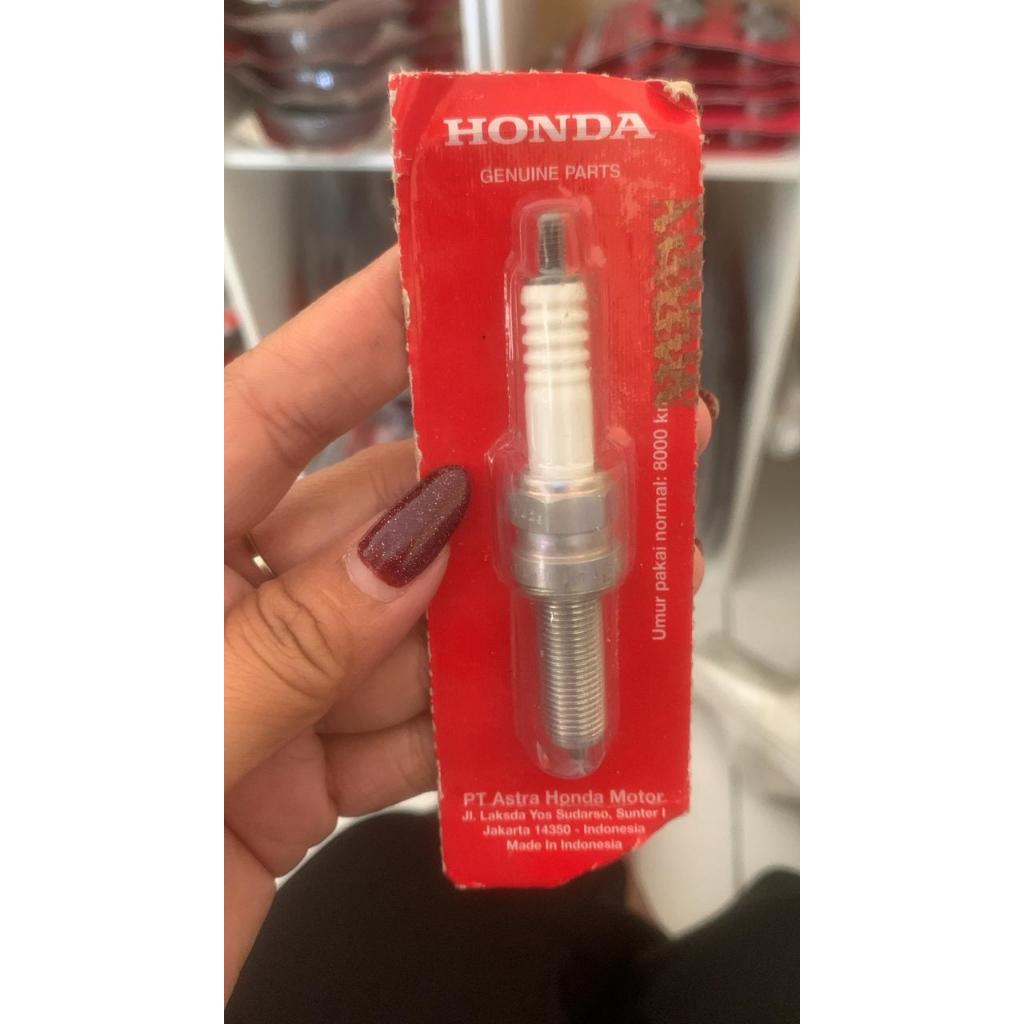 HONDA
GENUINE PARTS
Umur pakai normal: 8000
PT Astra Honda Motor
Jl. Laksda Yos Sudarso, Sunter I
Jakarta 14350 - Indonesia
Made In Indonesia